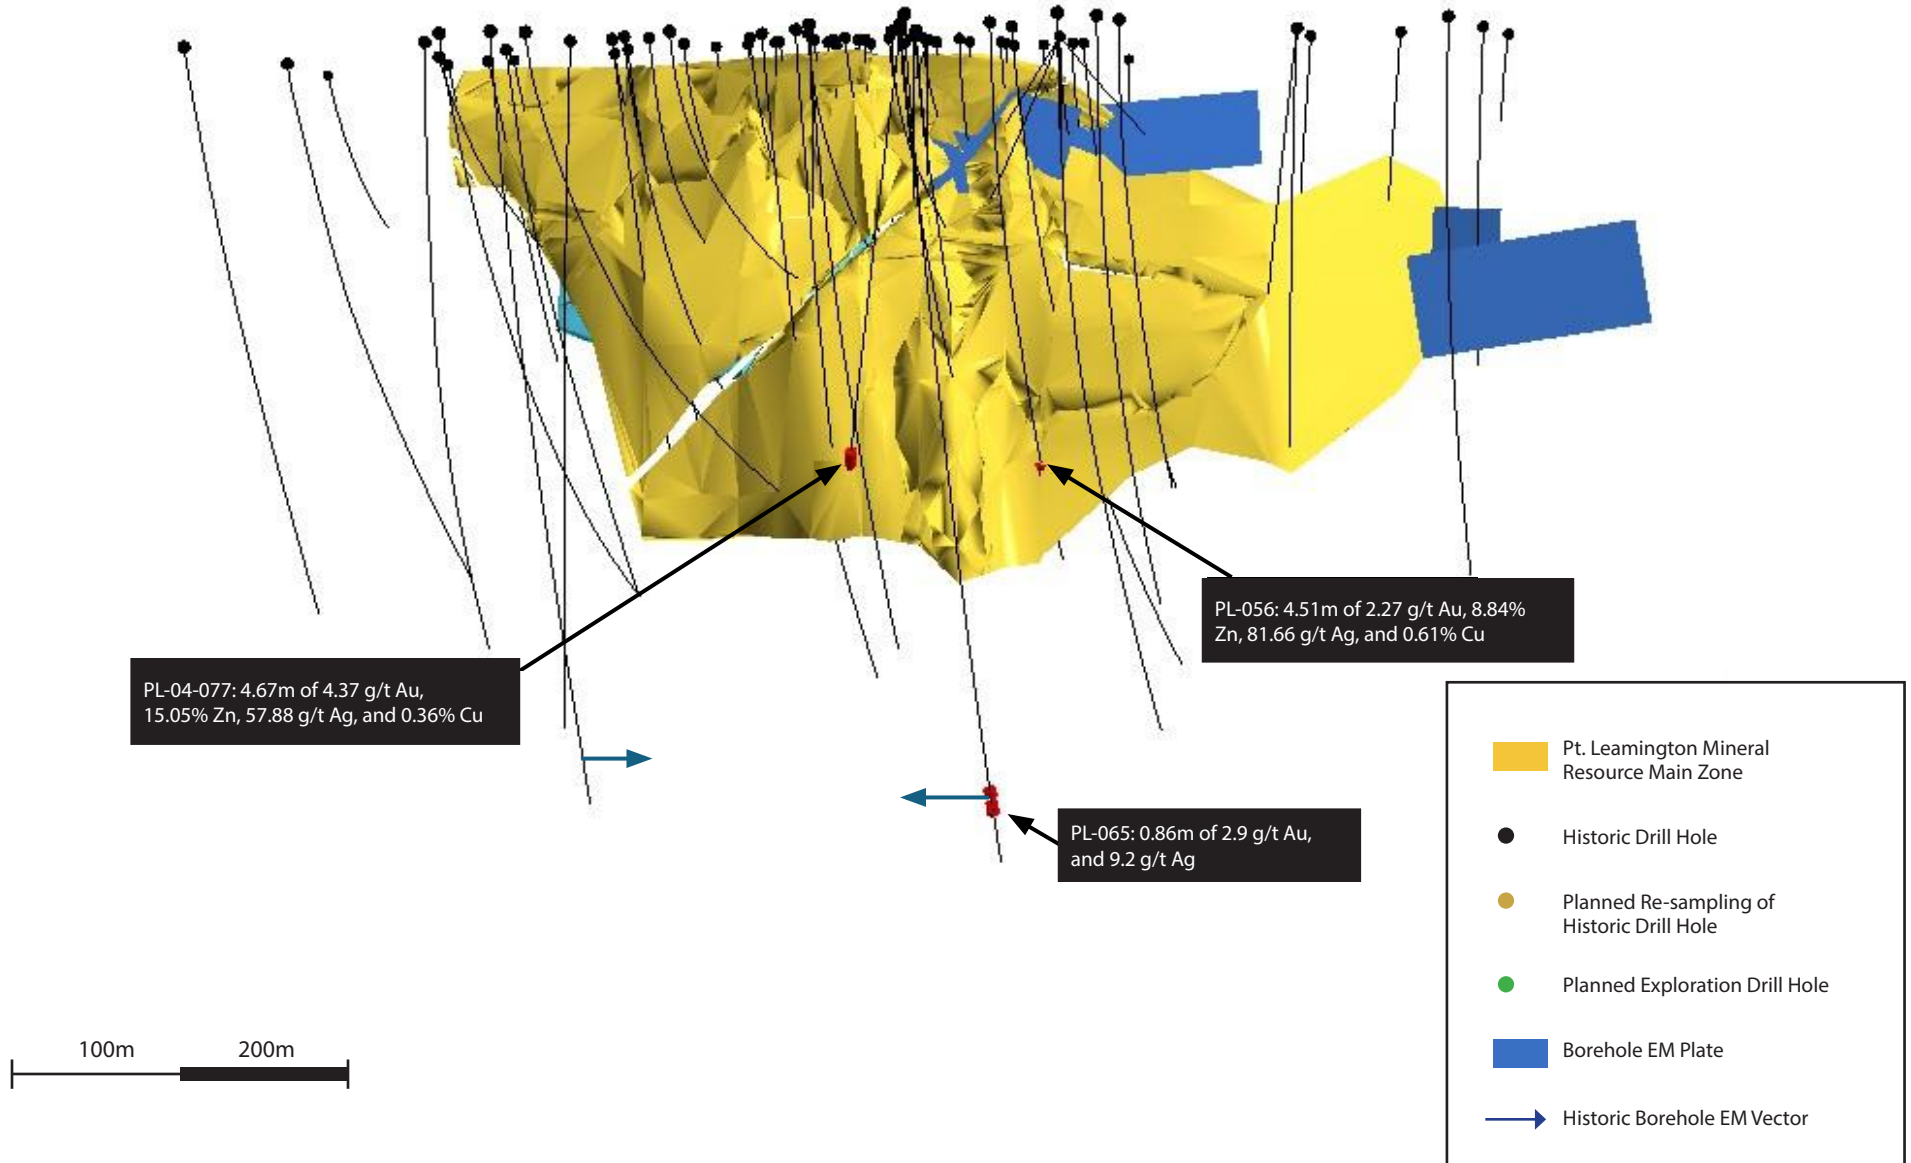 PL-056: 4.51m of 2.27 g/t Au, 8.84%
Zn, 81.66 g/t Ag, and 0.61% Cu
PL-04-077: 4.67m of 4.37 g/t Au,
15.05% Zn, 57.88 g/t Ag, and 0.36% Cu
PL-065: 0.86m of 2.9 g/t Au,
and 9.2 g/t Ag
Pt. Leamington Mineral
Resource Main Zone
Historic Drill Hole
Planned Re-sampling of
Historic Drill Hole
Planned Exploration Drill Hole
Borehole EM Plate
Historic Borehole EM Vector
100m 200m